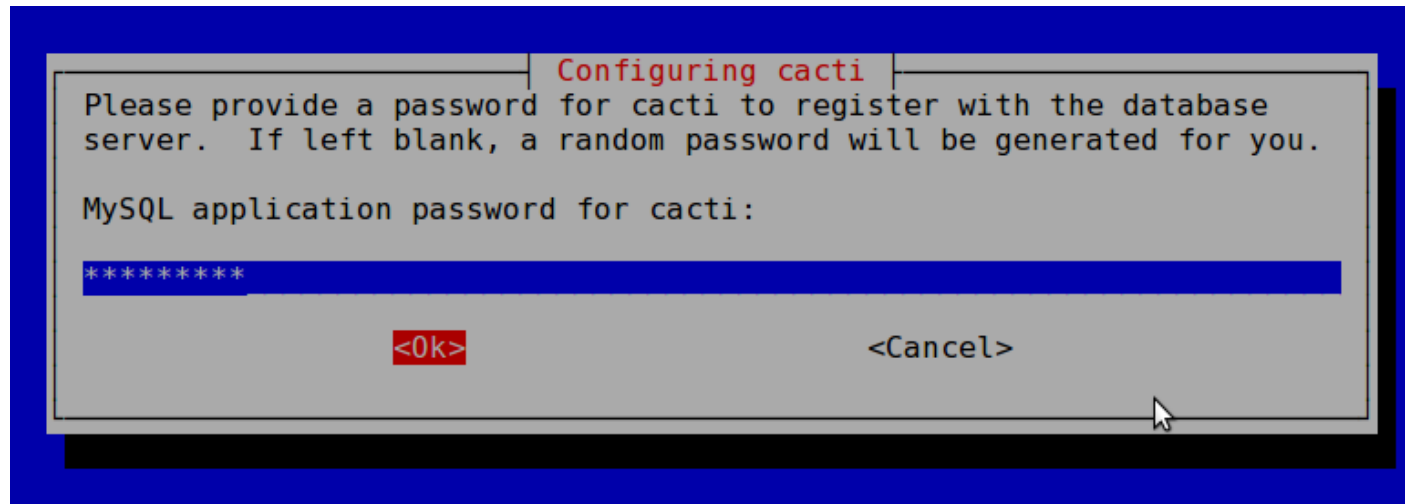 Configuring cacti
Please provide a password for cacti to register with the database
server.  If left blank, a random password will be generated for you.
MySQL application password for cacti:
*********
<Ok> <Cancel>